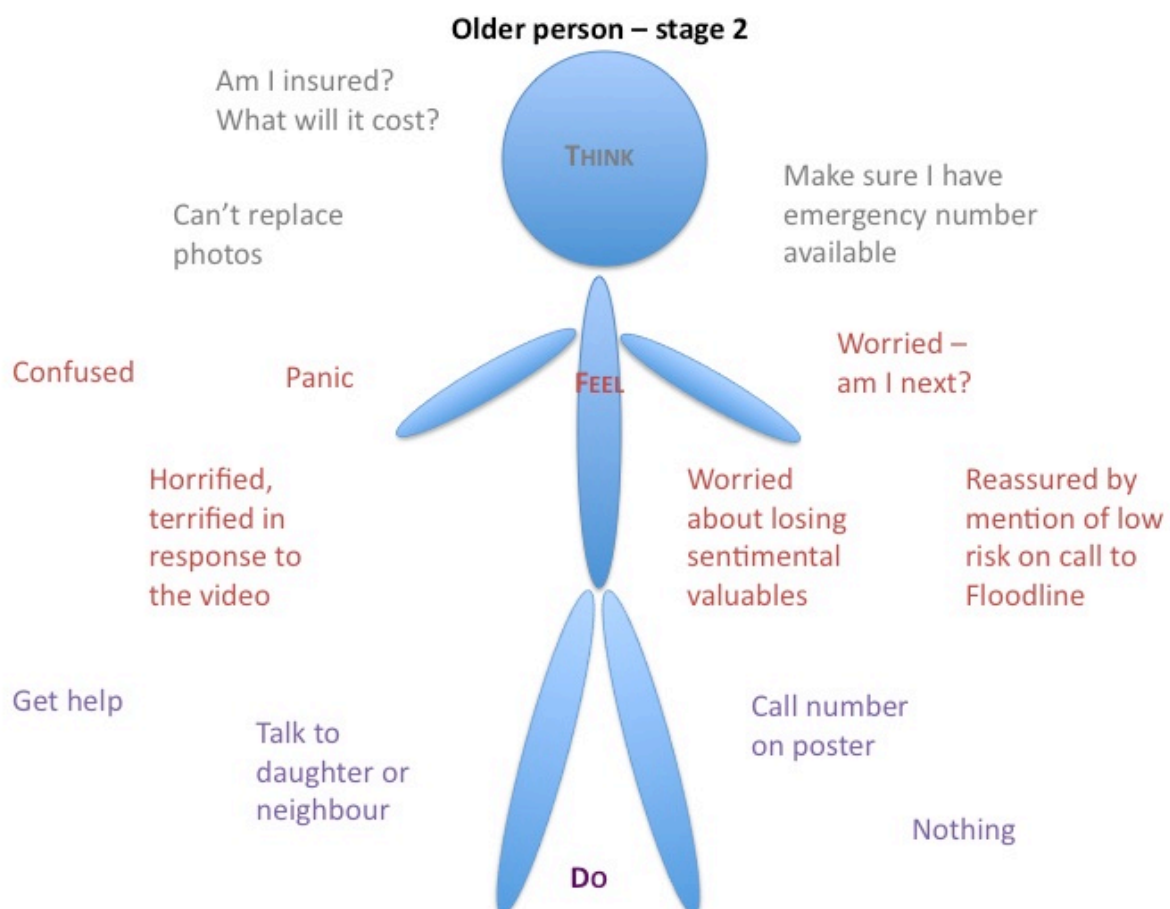 Older person – stage 2
Am I insured?
What will it cost?
THINK
Make sure I have
emergency number
available
Can’t replace
photos
Confused
Panic
FEEL
Worried –
am I next?
Horrified,
terrified in
response to
the video
Worried
about losing
sentimental
valuables
Reassured by
mention of low
risk on call to
Floodline
Get help
Talk to
daughter or
neighbour
Call number
on poster
Nothing
DO